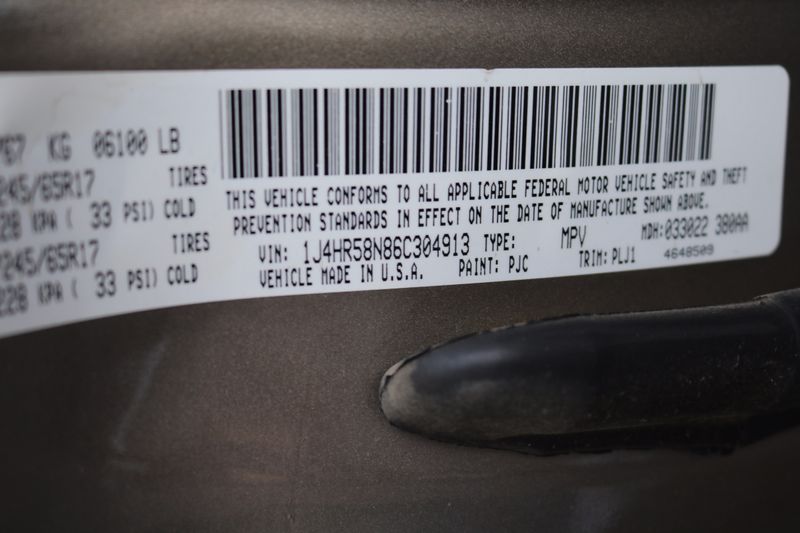 767 KG 06100 LB
245/65R17 TIRES
228 KPA ( 33 PSI) COLD
P245/65R17 TIRES
228 KPA ( 33 PSI) COLD
THIS VEHICLE CONFORMS TO ALL APPLICABLE FEDERAL MOTOR VEHICLE SAFETY AND THEFT
PREVENTION STANDARDS IN EFFECT ON THE DATE OF MANUFACTURE SHOWN ABOVE.
VIN: 1J4HR58N86C304913 TYPE: MPV MDH: 033022 380AA
VEHICLE MADE IN U.S.A. PAINT: PJC TRIM: PLJ1 4648509